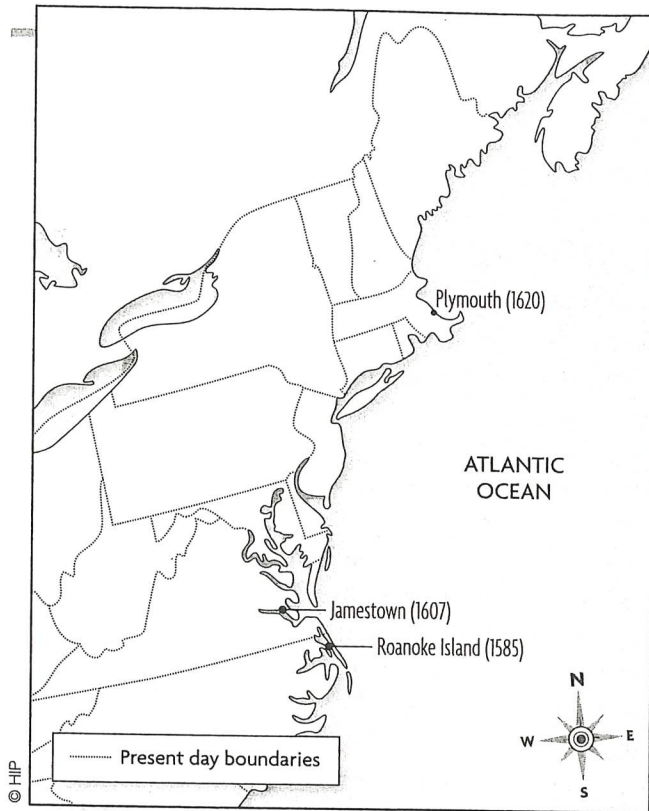 Plymouth (1620)
ATLANTIC
OCEAN
Jamestown (1607)
Roanoke Island (1585)
N
W
E
S
Present day boundaries
© HIP